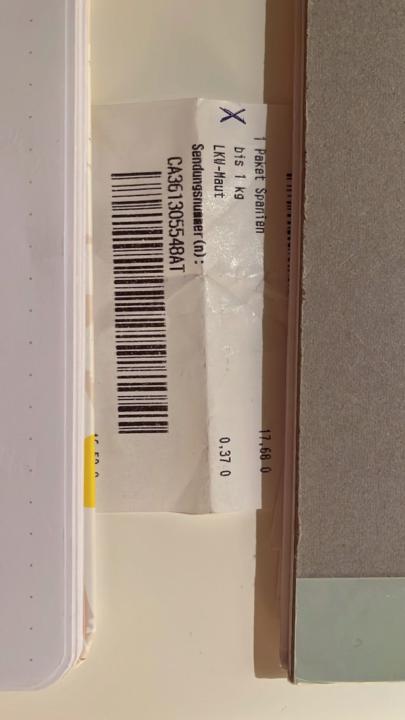 1 Paket Spanien 17,68 0
bis 1 kg
LKW-Maut 0,37 0
Sendungsnummer(n):
CA361305548AT
X